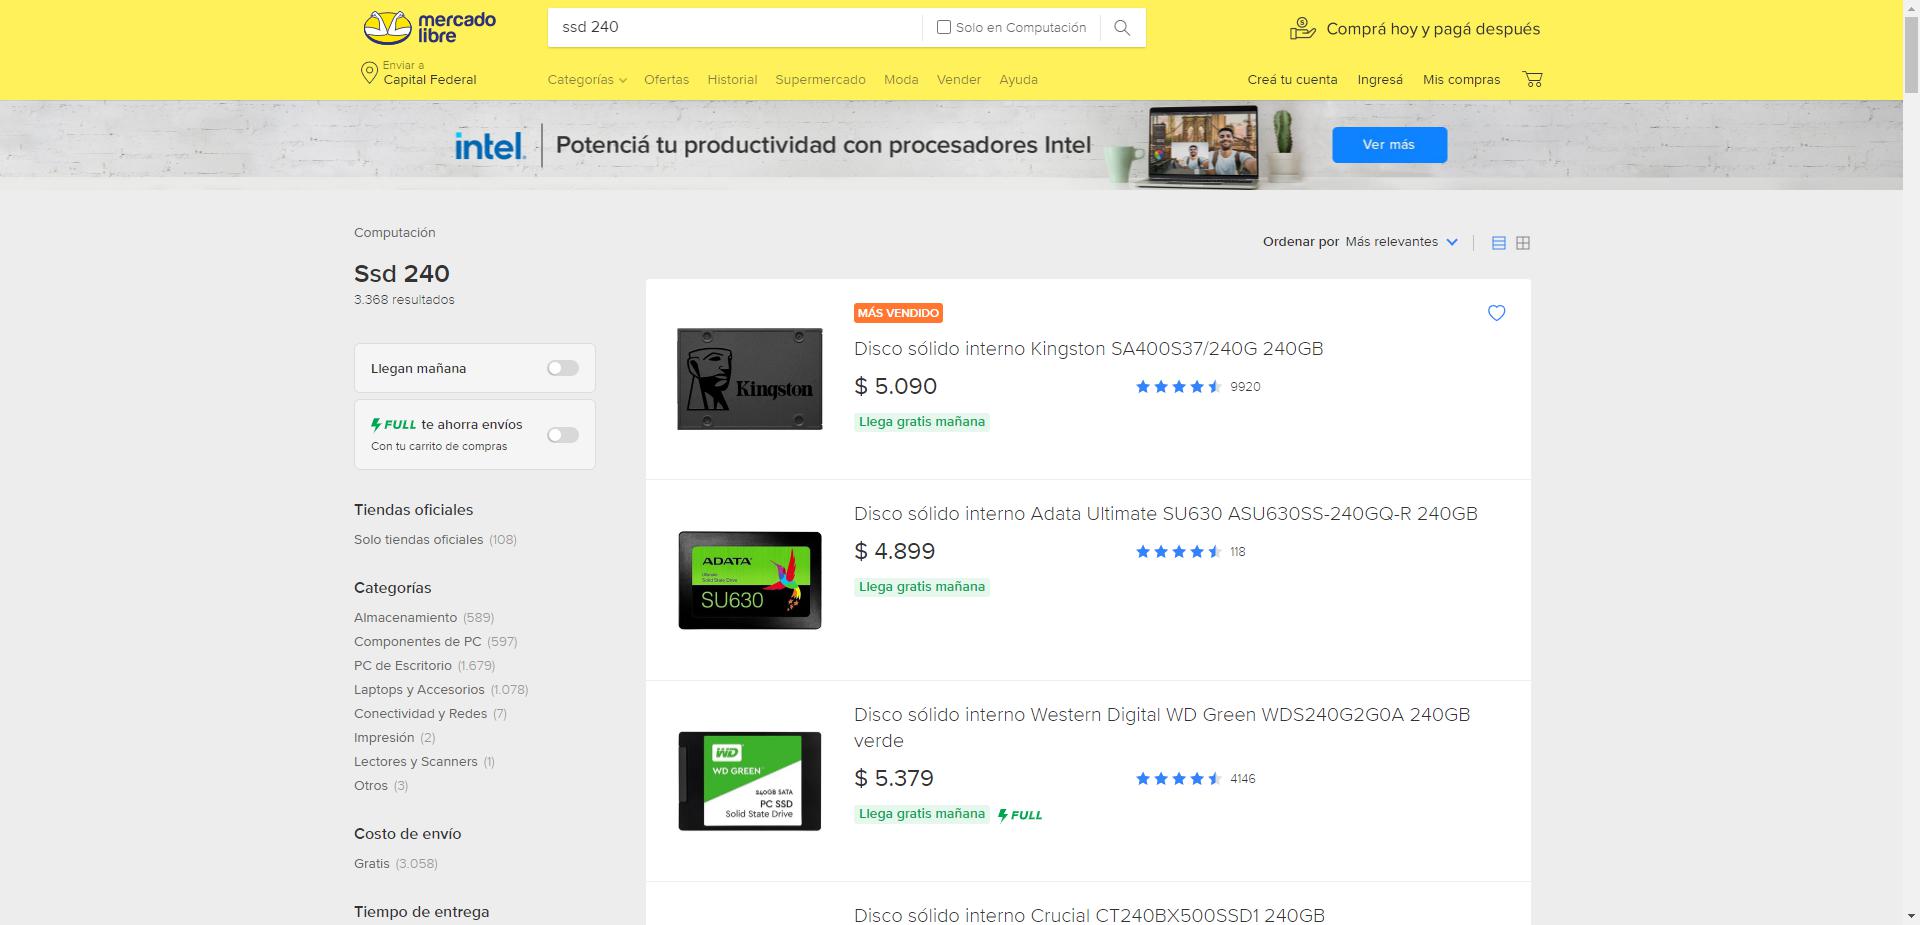 mercado
libre
ssd 240
Solo en Computación
Comprá hoy y pagá después
Enviar a
Capital Federal
Categorías
Ofertas
Historial
Supermercado
Moda
Vender
Ayuda
Creá tu cuenta
Ingresá
Mis compras
intel.
Potenciá tu productividad con procesadores Intel
Ver más
Computación
Ssd 240
3.368 resultados
Ordenar por Más relevantes
Llegan mañana
FULL te ahorra envíos
Con tu carrito de compras
Tiendas oficiales
Solo tiendas oficiales (108)
Categorías
Almacenamiento (589)
Componentes de PC (597)
PC de Escritorio (1.679)
Laptops y Accesorios (1.078)
Conectividad y Redes (7)
Impresión (2)
Lectores y Scanners (1)
Otros (3)
Costo de envío
Gratis (3.058)
Tiempo de entrega
Kingston
MÁS VENDIDO
Disco sólido interno Kingston SA400S37/240G 240GB
$ 5.090
9920
Llega gratis mañana
ADATA
Ultimate
Solid State Drive
SU630
Disco sólido interno Adata Ultimate SU630 ASU630SS-240GQ-R 240GB
$ 4.899
118
Llega gratis mañana
WD
WD GREEN
240GB SATA
PC SSD
Solid State Drive
Disco sólido interno Western Digital WD Green WDS240G2G0A 240GB
verde
$ 5.379
4146
Llega gratis mañana FULL
Disco sólido interno Crucial CT240BX500SSD1 240GB